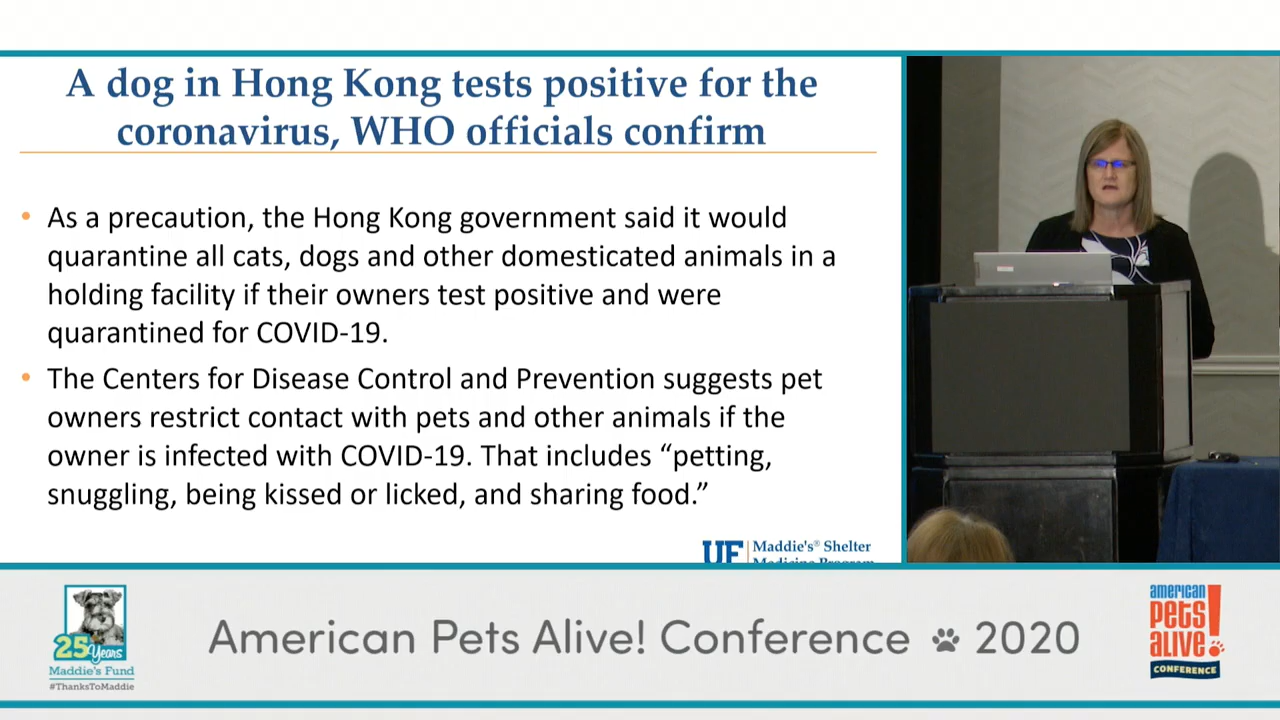 A dog in Hong Kong tests positive for the
coronavirus, WHO officials confirm
• As a precaution, the Hong Kong government said it would
quarantine all cats, dogs and other domesticated animals in a
holding facility if their owners test positive and were
quarantined for COVID-19.
• The Centers for Disease Control and Prevention suggests pet
owners restrict contact with pets and other animals if the
owner is infected with COVID-19. That includes “petting,
snuggling, being kissed or licked, and sharing food.”
UF
Maddie's® Shelter
Medicine Program
25 Years
Maddie's Fund
#ThanksToMaddie
American Pets Alive! Conference 2020
american
PETS
ALIVE!
CONFERENCE